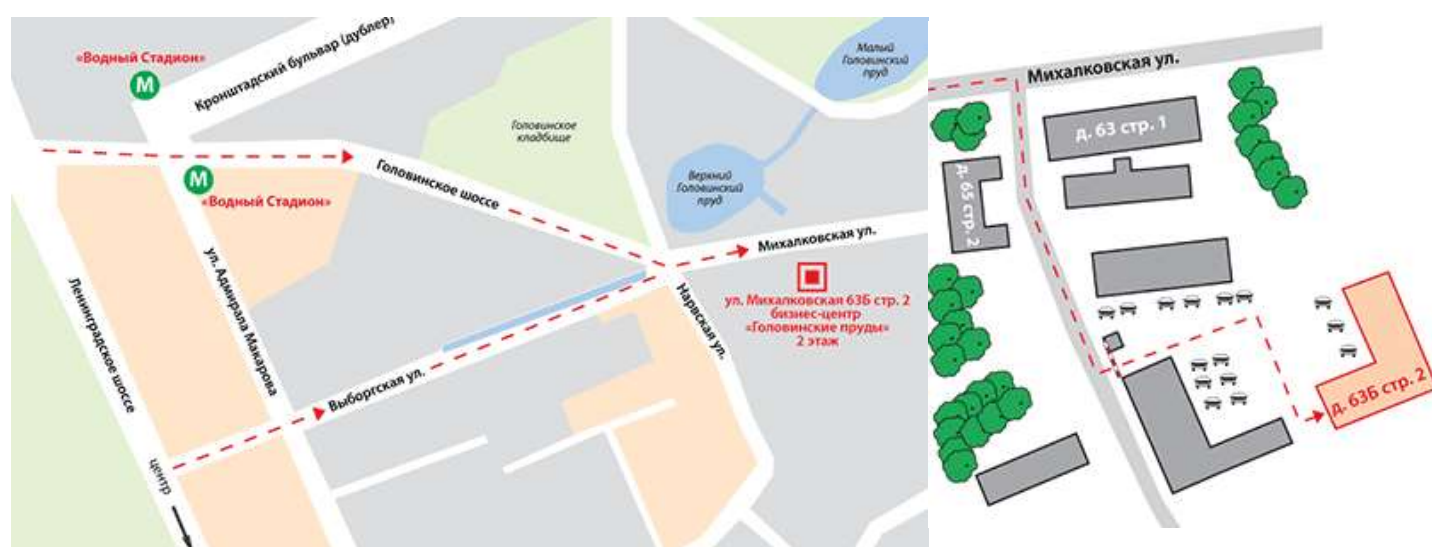 «Водный Стадион»
М
Кронштадский бульвар (дублер)
М
«Водный Стадион»
Головинское шоссе
Головинское
кладбище
Малый
Головинский
пруд
Верхний
Головинский
пруд
Михалковская ул.
ул. Михалковская 63Б стр. 2
бизнес-центр
«Головинские пруды»
2 этаж
Ленинградское шоссе
ул. Адмирала Макарова
Выборгская ул.
Нарвская ул.
центр
Михалковская ул.
д. 63 стр. 1
д. 65 стр. 2
д. 63Б стр. 2